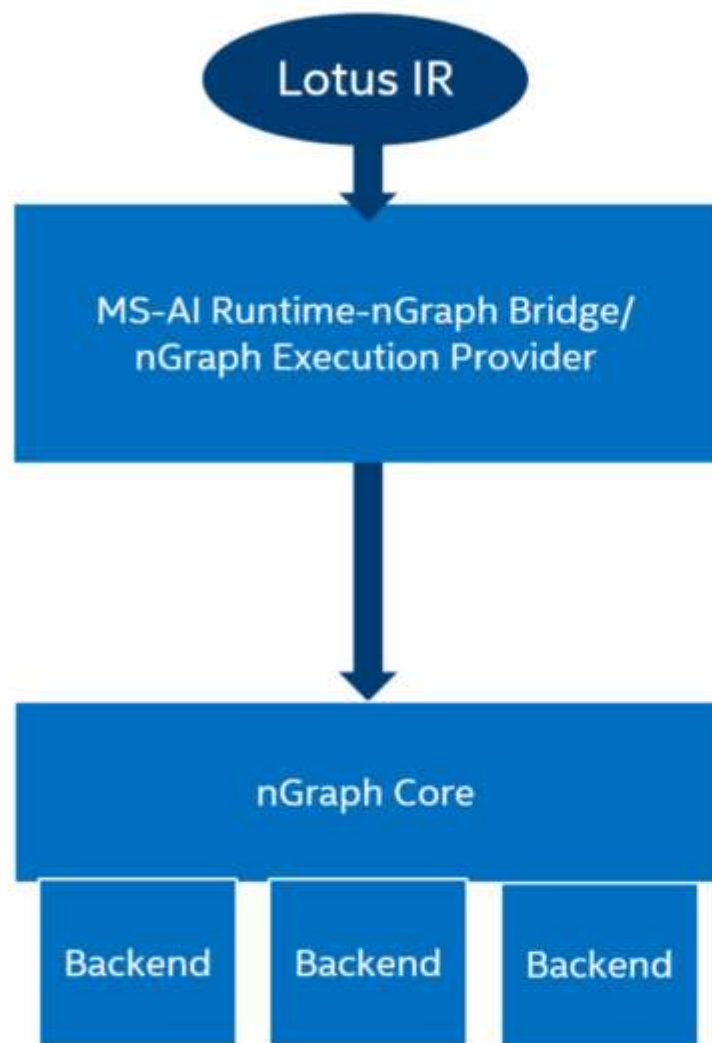 Lotus IR
MS-AI Runtime-nGraph Bridge/
nGraph Execution Provider
nGraph Core
Backend
Backend
Backend